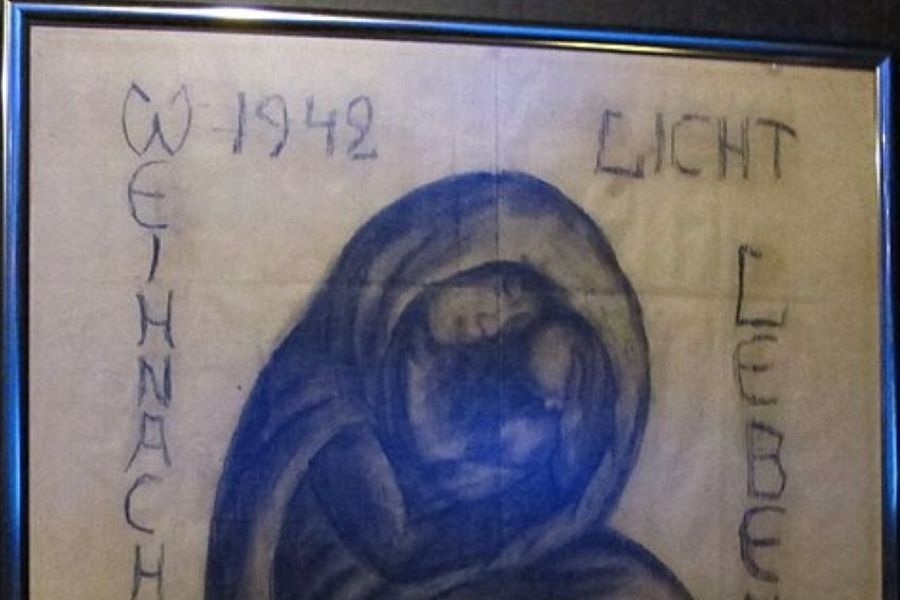 1942
LICHT
WEIHNACH
LEBE